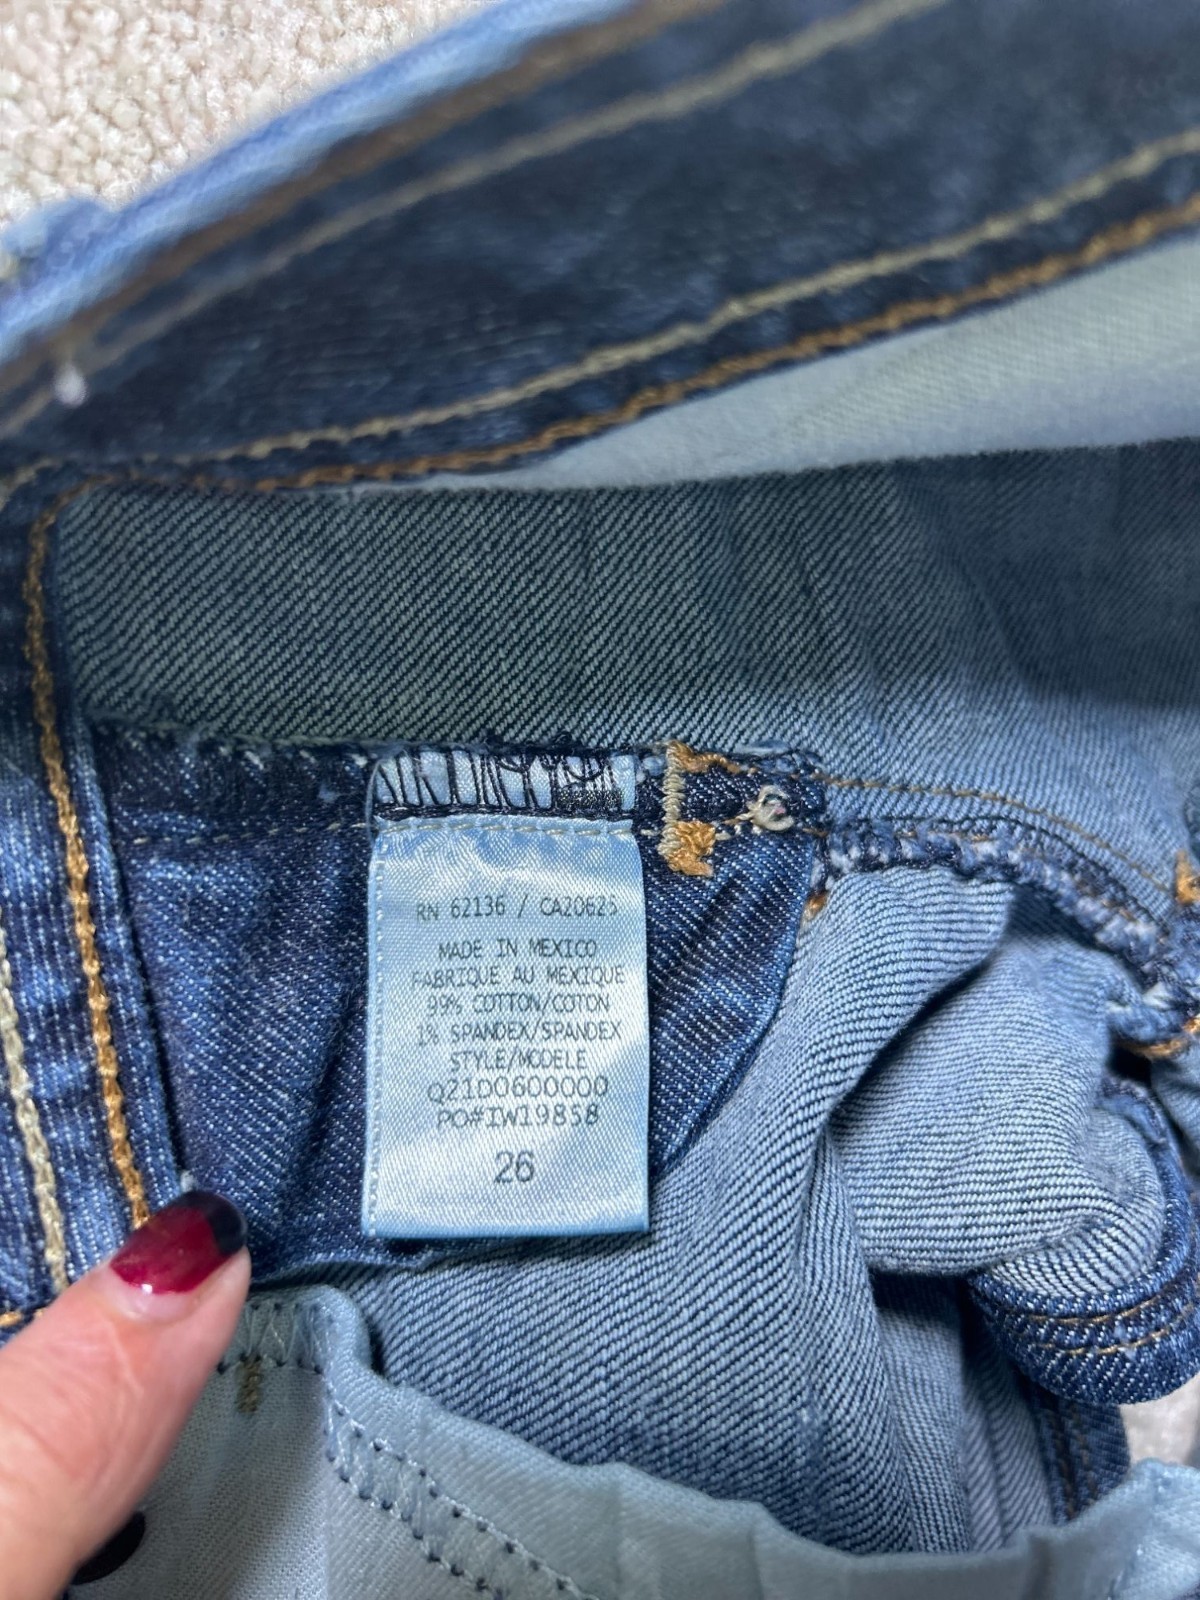 RN 62136 / CA20625
MADE IN MEXICO
FABRIQUE AU MEXIQUE
99% COTTON/COTON
1% SPANDEX/SPANDEX
STYLE/MODELE
Q21D0600000
PO#IW19858
26